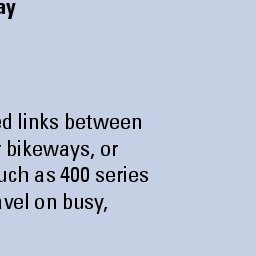 ay
ed links between
bikeways, or
uch as 400 series
avel on busy,